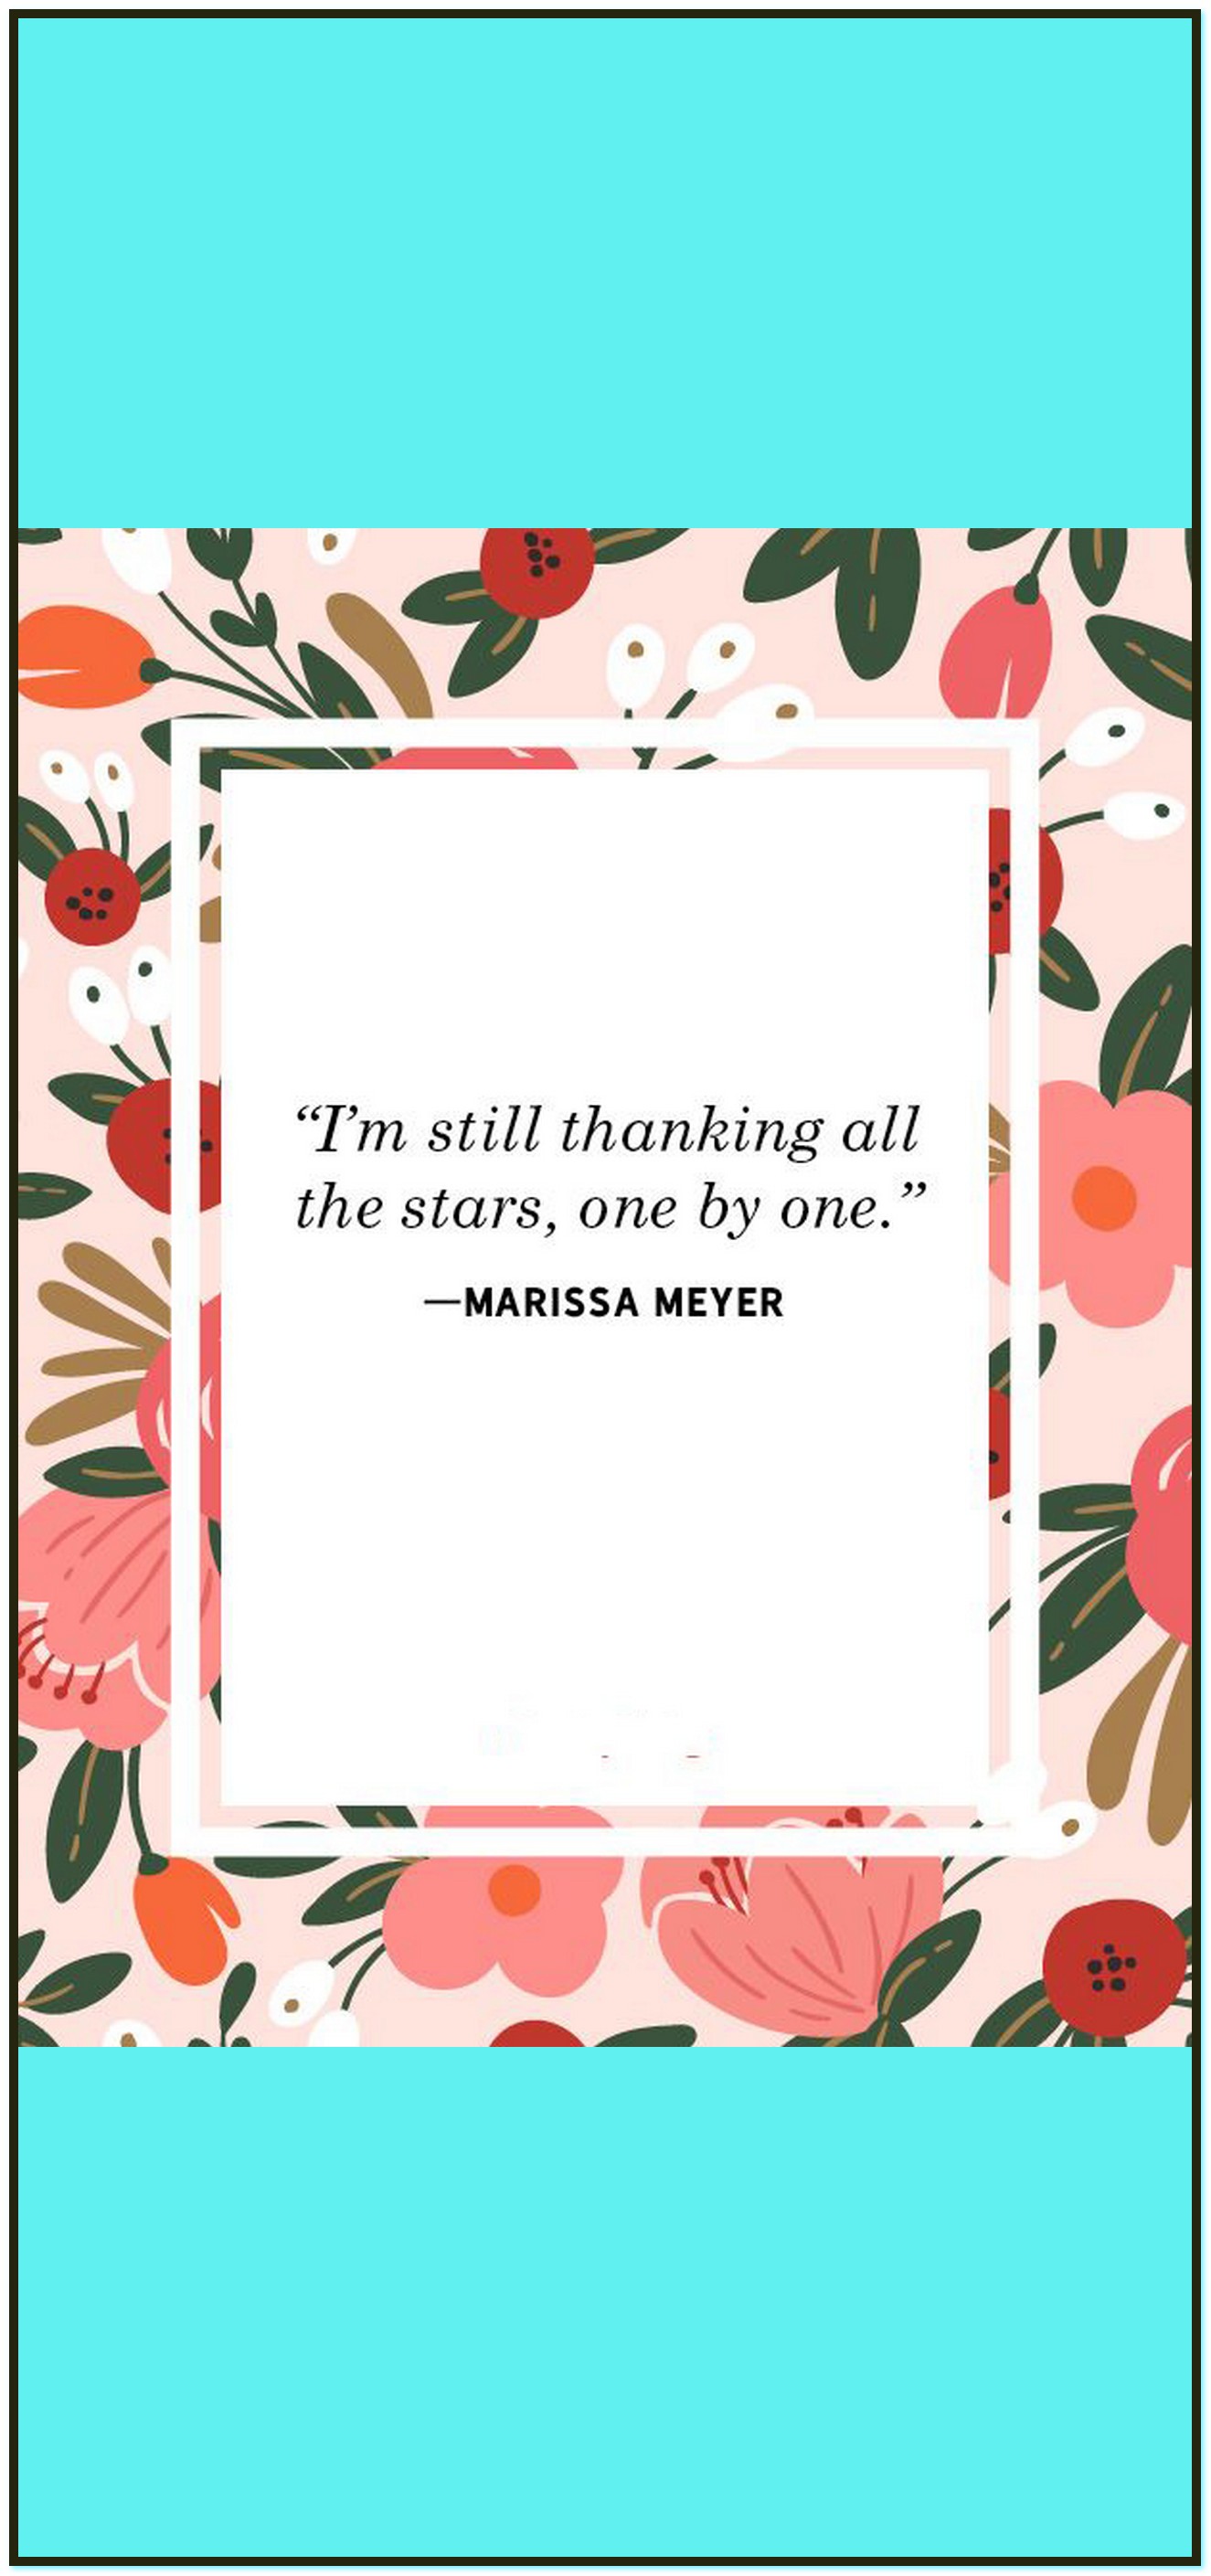 “I’m still thanking all
the stars, one by one.”
—MARISSA MEYER